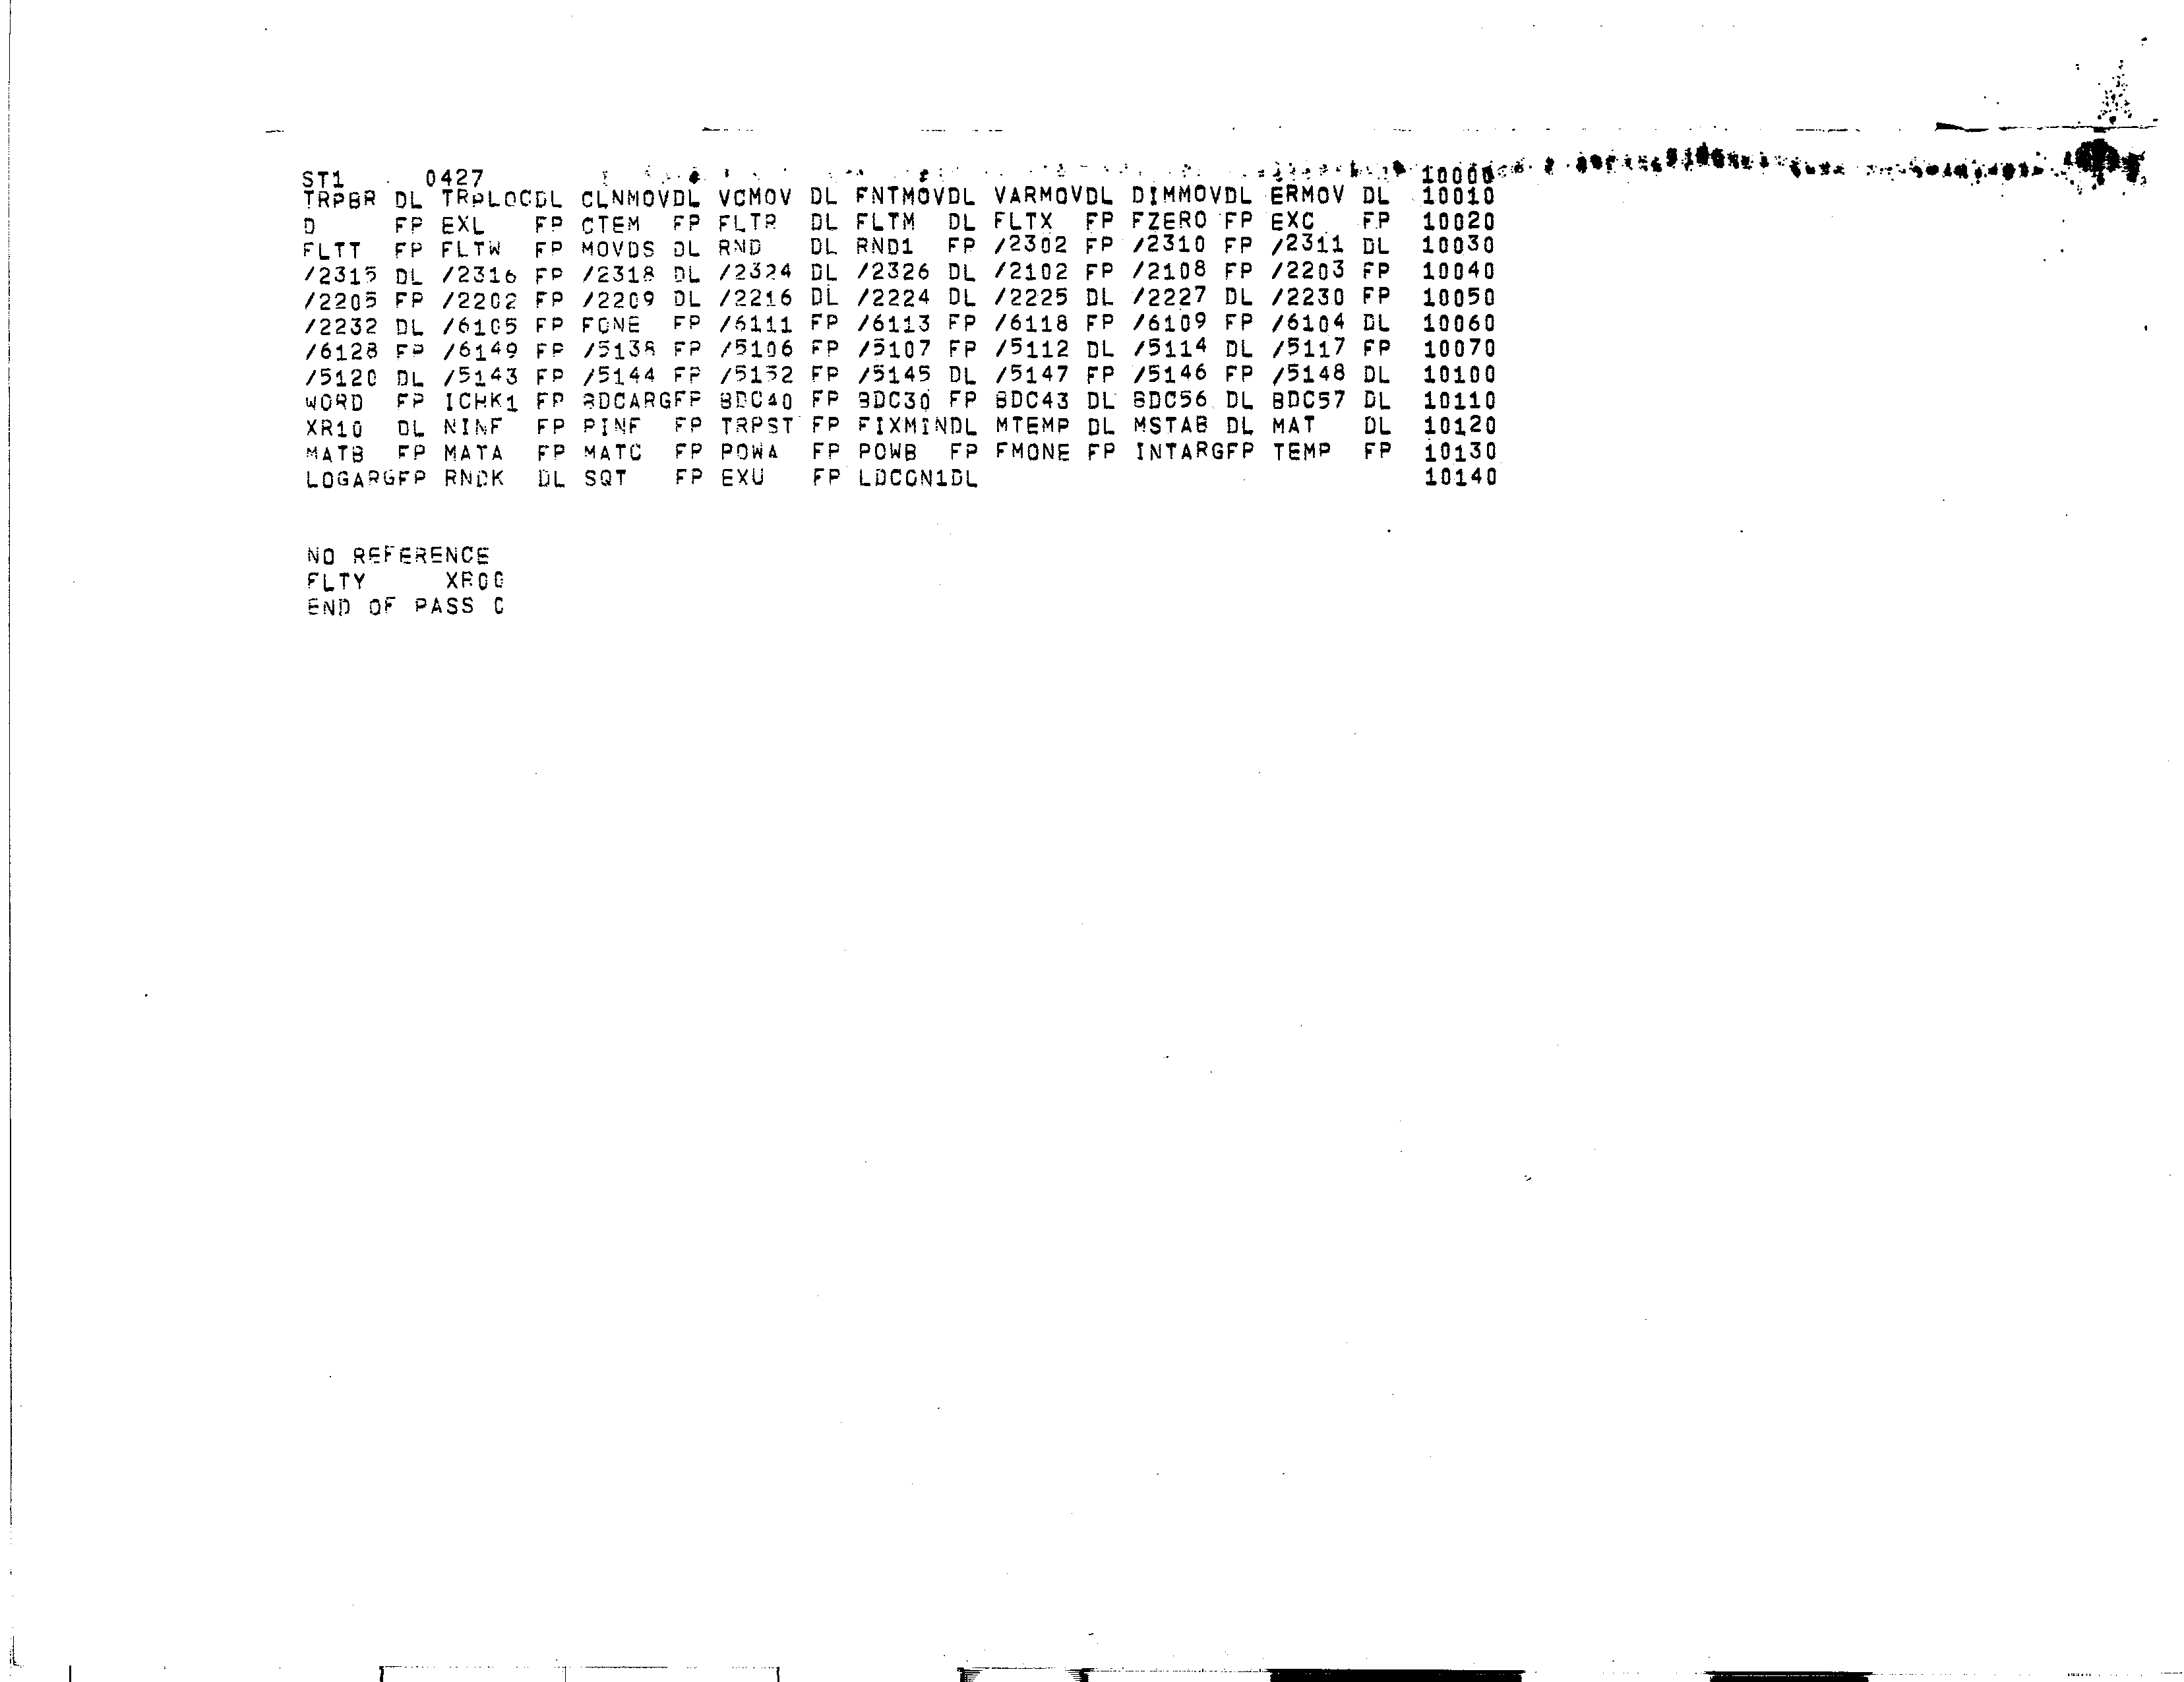 ST1 0427 10000
TRPBR DL TRPLOCDL CLNMOVDL VCMOV DL FNTMOVDL VARMOVDL DIMMOVDL ERMOV DL 10010
D FP EXL FP CTEM FP FLTR DL FLTM DL FLTX FP FZERO FP EXC FP 10020
FLTT FP FLTW FP MOVDS DL RND DL RND1 FP /2302 FP /2310 FP /2311 DL 10030
/2315 DL /2316 FP /2318 DL /2324 DL /2326 DL /2102 FP /2108 FP /2203 FP 10040
/2205 FP /2202 FP /2209 DL /2216 DL /2224 DL /2225 DL /2227 DL /2230 FP 10050
/2232 DL /6105 FP FONE FP /6111 FP /6113 FP /6118 FP /6109 FP /6104 DL 10060
/6128 FP /6149 FP /5138 FP /5106 FP /5107 FP /5112 DL /5114 DL /5117 FP 10070
/5120 DL /5143 FP /5144 FP /5132 FP /5145 DL /5147 FP /5146 FP /5148 DL 10100
WORD FP ICHK1 FP BDCARGFP BDC40 FP BDC30 FP BDC43 DL BDC56 DL BDC57 DL 10110
XR10 DL NINF FP PINF FP TRPST FP FIXMINDL MTEMP DL MSTAB DL MAT DL 10120
MATB FP MATA FP MATC FP POWA FP POWB FP FMONE FP INTARGFP TEMP FP 10130
LOGARGFP RNDK DL SQT FP EXU FP LDCON1DL 10140
NO REFERENCE
FLTY XR00
END OF PASS C